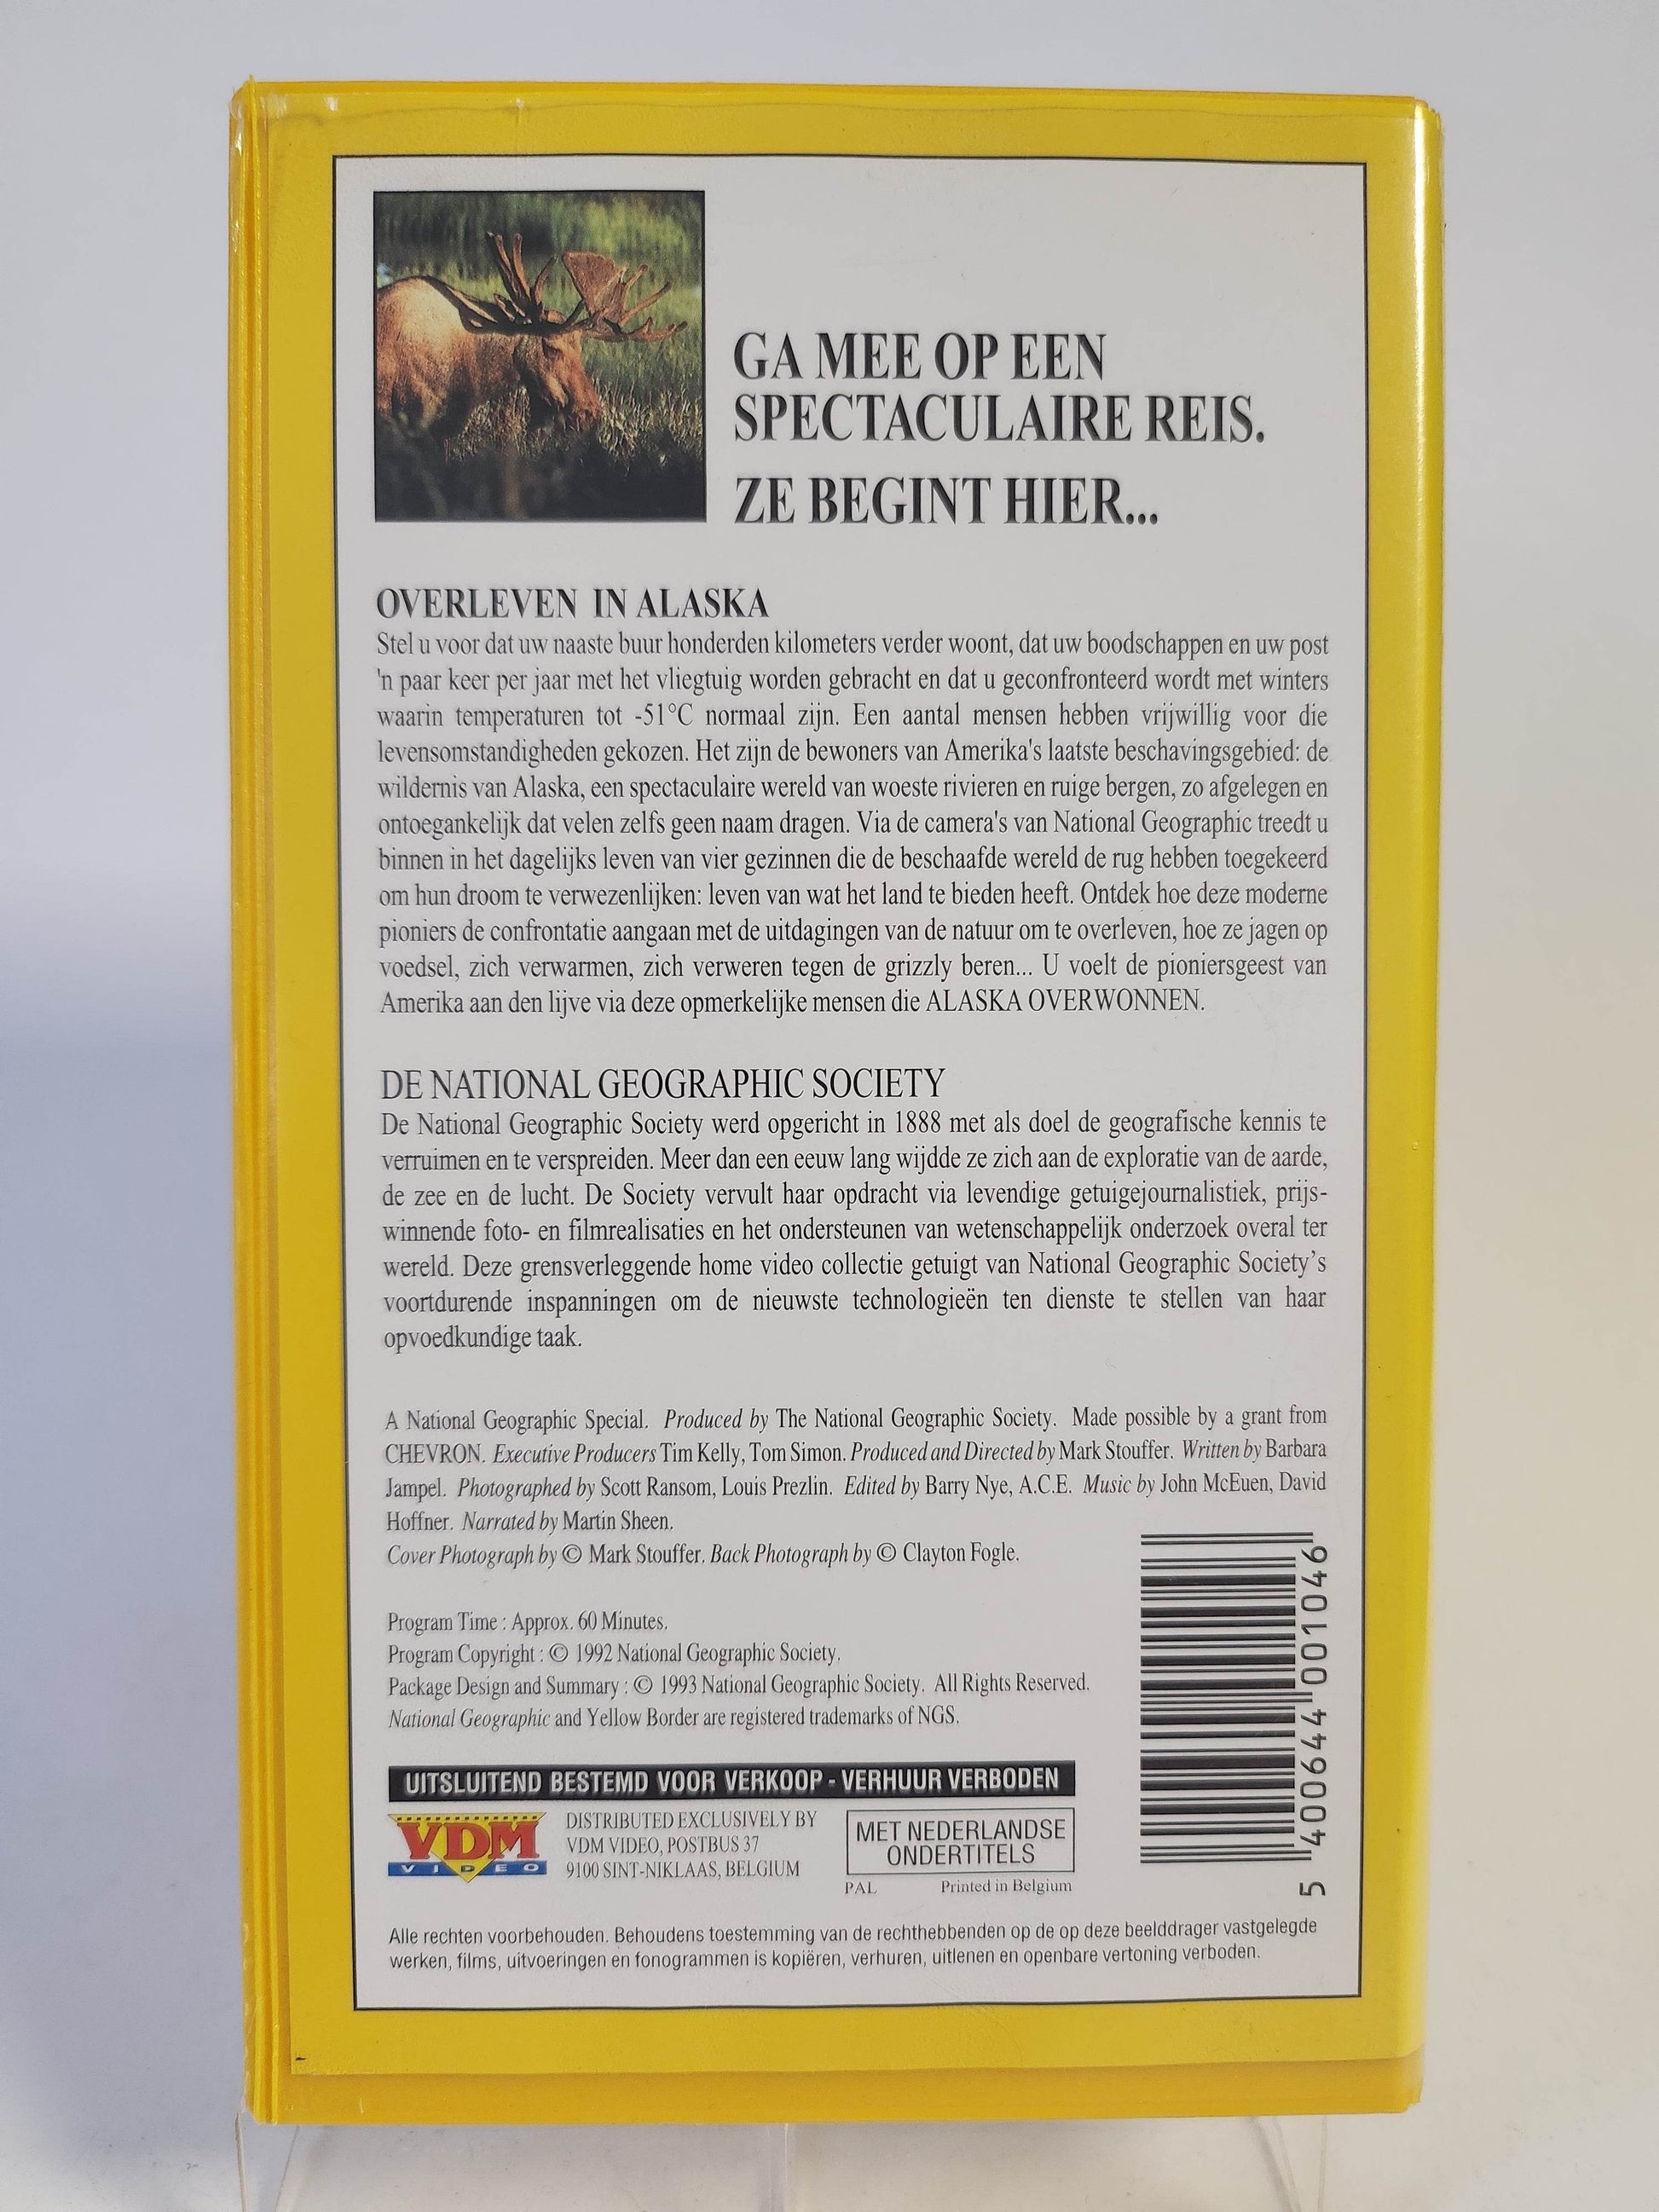 GA MEE OP EEN
SPECTACULAIRE REIS.
ZE BEGINT HIER...
OVERLEVEN IN ALASKA
Stel u voor dat uw naaste buur honderden kilometers verder woont, dat uw boodschappen en uw post
'n paar keer per jaar met het vliegtuig worden gebracht en dat u geconfronteerd wordt met winters
waarin temperaturen tot -51°C normaal zijn. Een aantal mensen hebben vrijwillig voor die
levensomstandigheden gekozen. Het zijn de bewoners van Amerika's laatste beschavingsgebied: de
wildernis van Alaska, een spectaculaire wereld van woeste rivieren en ruige bergen, zo afgelegen en
ontoegankelijk dat velen zelfs geen naam dragen. Via de camera's van National Geographic treedt u
binnen in het dagelijks leven van vier gezinnen die de beschaafde wereld de rug hebben toegekeerd
om hun droom te verwezenlijken: leven van wat het land te bieden heeft. Ontdek hoe deze moderne
pioniers de confrontatie aangaan met de uitdagingen van de natuur om te overleven, hoe ze jagen op
voedsel, zich verwarmen, zich verweren tegen de grizzly beren... U voelt de pioniersgeest van
Amerika aan den lijve via deze opmerkelijke mensen die ALASKA OVERWONNEN.
DE NATIONAL GEOGRAPHIC SOCIETY
De National Geographic Society werd opgericht in 1888 met als doel de geografische kennis te
verruimen en te verspreiden. Meer dan een eeuw lang wijdde ze zich aan de exploratie van de aarde,
de zee en de lucht. De Society vervult haar opdracht via levendige getuigejournalistiek, prijs-
winnende foto- en filmrealisaties en het ondersteunen van wetenschappelijk onderzoek overal ter
wereld. Deze grensverleggende home video collectie getuigt van National Geographic Society's
voortdurende inspanningen om de nieuwste technologieën ten dienste te stellen van haar
opvoedkundige taak.
A National Geographic Special. Produced by The National Geographic Society. Made possible by a grant from
CHEVRON. Executive Producers Tim Kelly, Tom Simon. Produced and Directed by Mark Stouffer. Written by Barbara
Jampel. Photographed by Scott Ransom, Louis Prezlin. Edited by Barry Nye, A.C.E. Music by John McEuen, David
Hoffner. Narrated by Martin Sheen.
Cover Photograph by © Mark Stouffer. Back Photograph by © Clayton Fogle.
Program Time : Approx. 60 Minutes.
Program Copyright : © 1992 National Geographic Society.
Package Design and Summary : © 1993 National Geographic Society. All Rights Reserved.
National Geographic and Yellow Border are registered trademarks of NGS.
5 400644 001046
UITSLUITEND BESTEMD VOOR VERKOOP - VERHUUR VERBODEN
VDM
VIDEO
DISTRIBUTED EXCLUSIVELY BY
VDM VIDEO, POSTBUS 37
9100 SINT-NIKLAAS, BELGIUM
MET NEDERLANDSE
ONDERTITELS
PAL Printed in Belgium
Alle rechten voorbehouden. Behoudens toestemming van de rechthebbenden op de op deze beelddrager vastgelegde
werken, films, uitvoeringen en fonogrammen is kopiëren, verhuren, uitlenen en openbare vertoning verboden.